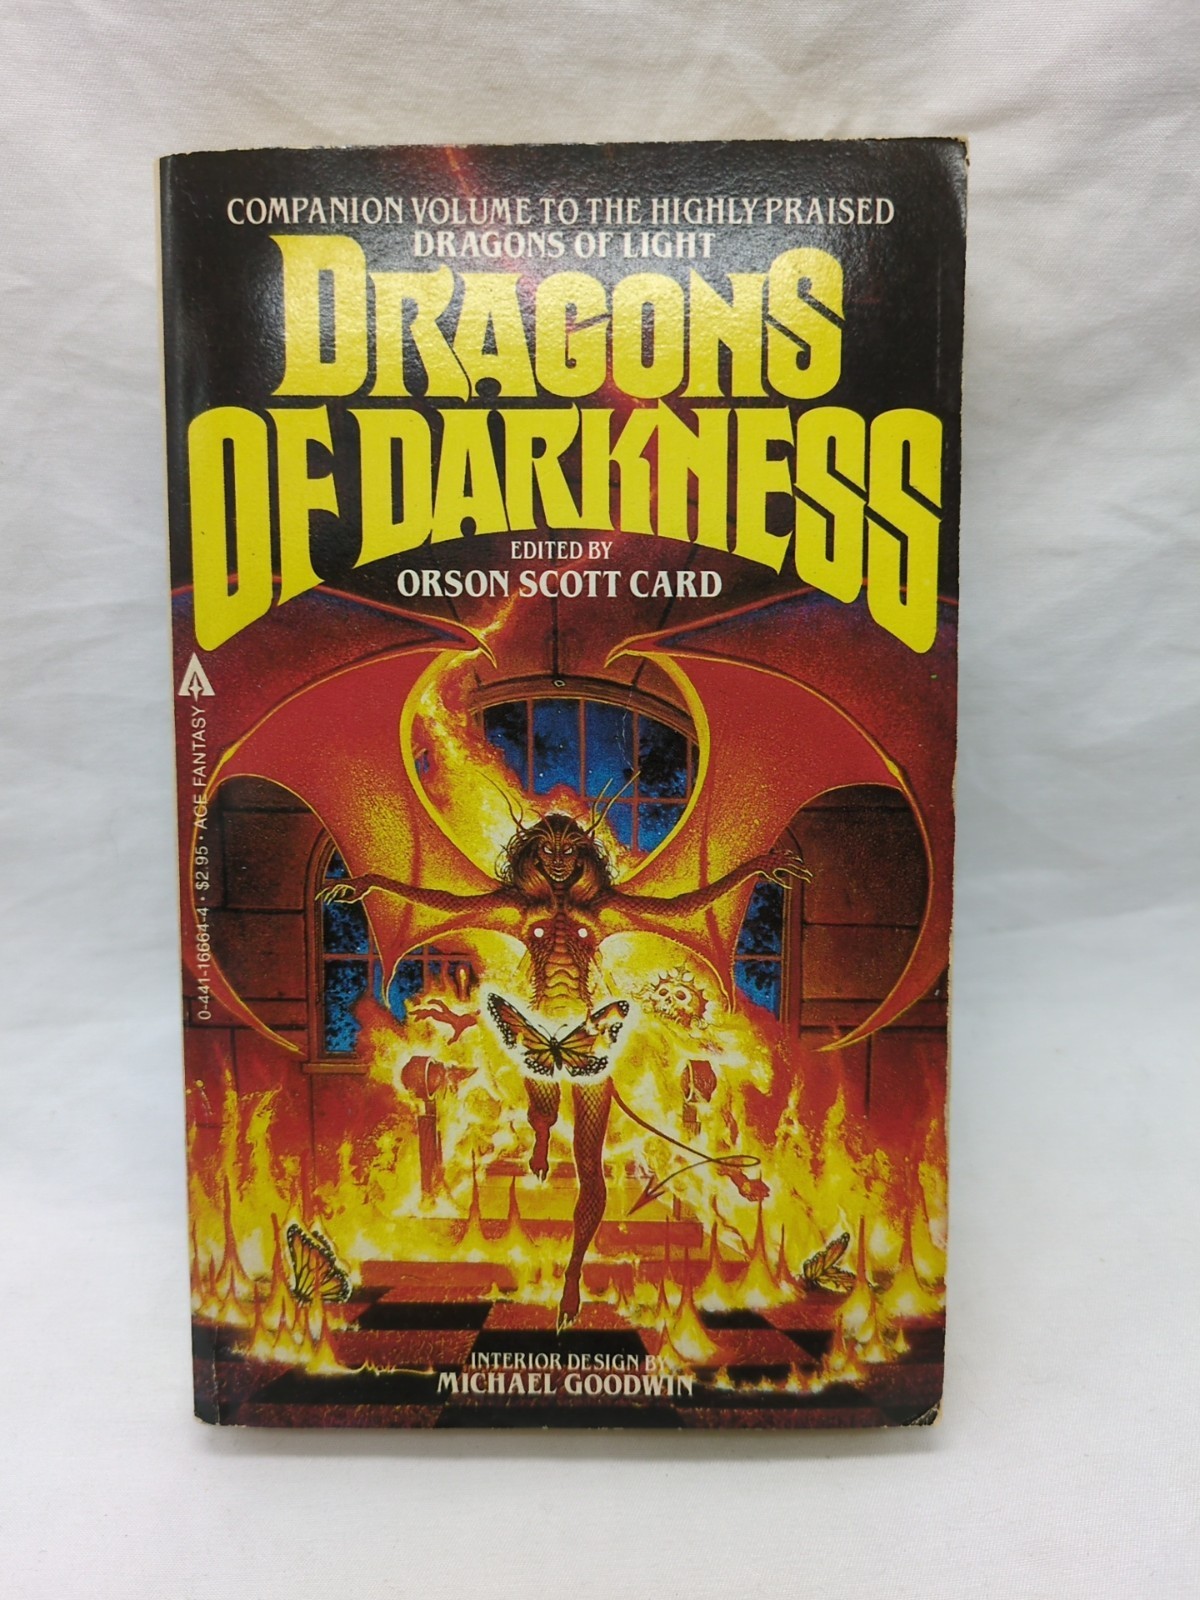 COMPANION VOLUME TO THE HIGHLY PRAISED
DRAGONS OF LIGHT
DRAGONS
OF DARKNESS
EDITED BY
ORSON SCOTT CARD
0-441-16664-4 • $2.95 • ACE FANTASY
INTERIOR DESIGN BY
MICHAEL GOODWIN